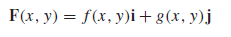 F(x, y) = f(x, y)i + g(x, y)j